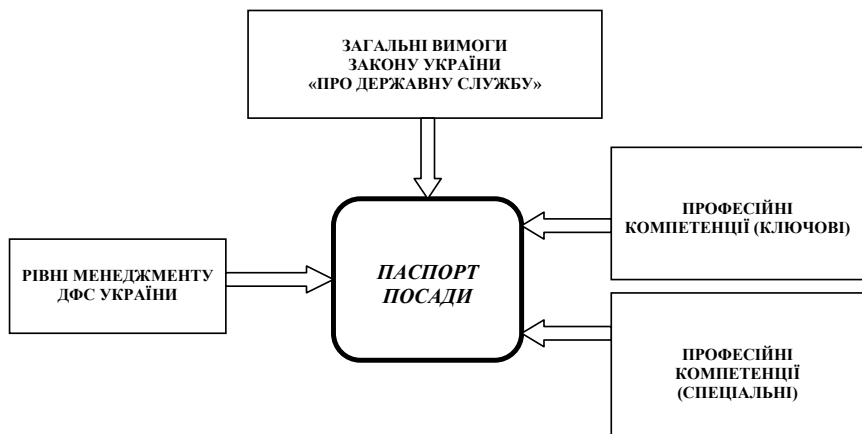 ЗАГАЛЬНІ ВИМОГИ
ЗАКОНУ УКРАЇНИ
«ПРО ДЕРЖАВНУ СЛУЖБУ»
РІВНІ МЕНЕДЖМЕНТУ
ДФС УКРАЇНИ
ПАСПОРТ
ПОСАДИ
ПРОФЕСІЙНІ
КОМПЕТЕНЦІЇ (КЛЮЧОВІ)
ПРОФЕСІЙНІ
КОМПЕТЕНЦІЇ
(СПЕЦІАЛЬНІ)